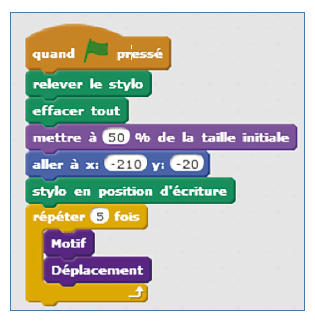 quand pressé
relever le stylo
effacer tout
mettre à 50 % de la taille initiale
aller à x: -210 y: -20
stylo en position d'écriture
répéter 5 fois
Motif
Déplacement